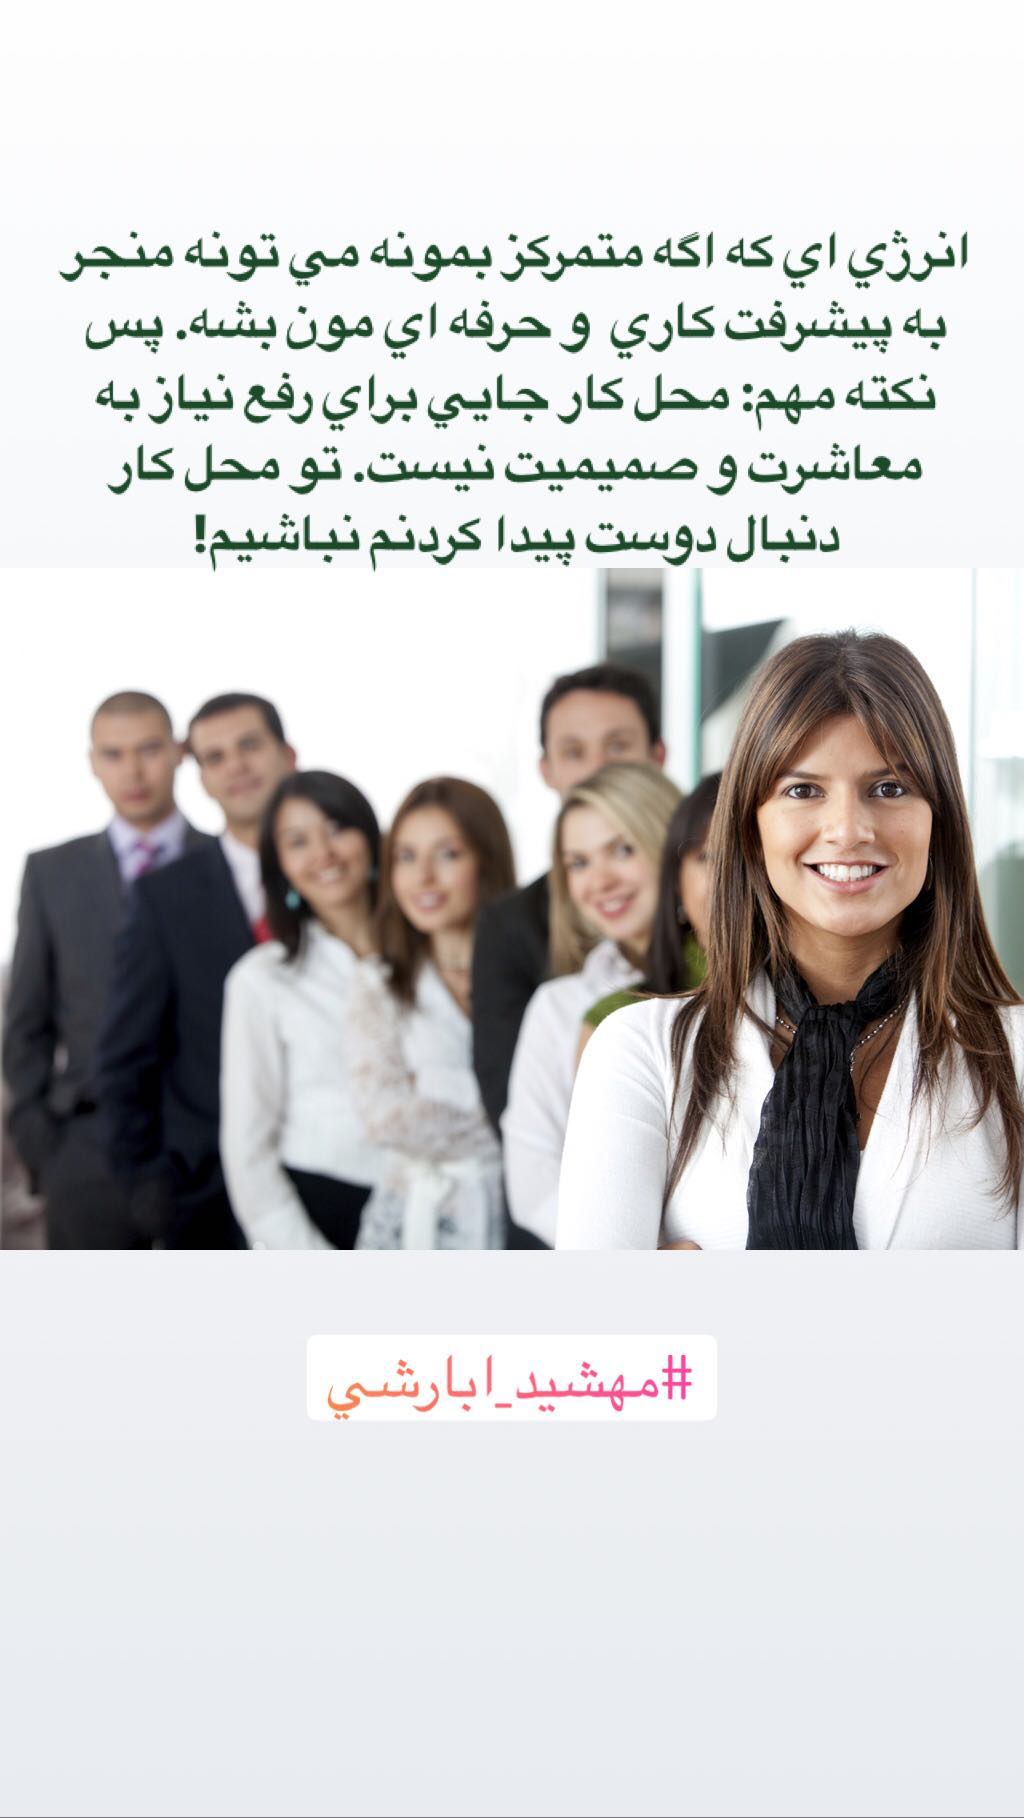 انرژي اي كه اگه متمركز بمونه مي تونه منجر
به پيشرفت كاري و حرفه اي مون بشه. پس
نكته مهم: محل كار جايي براي رفع نياز به
معاشرت و صميميت نيست. تو محل كار
دنبال دوست پيدا كردنم نباشيم!
#مهشيد_ابارشي